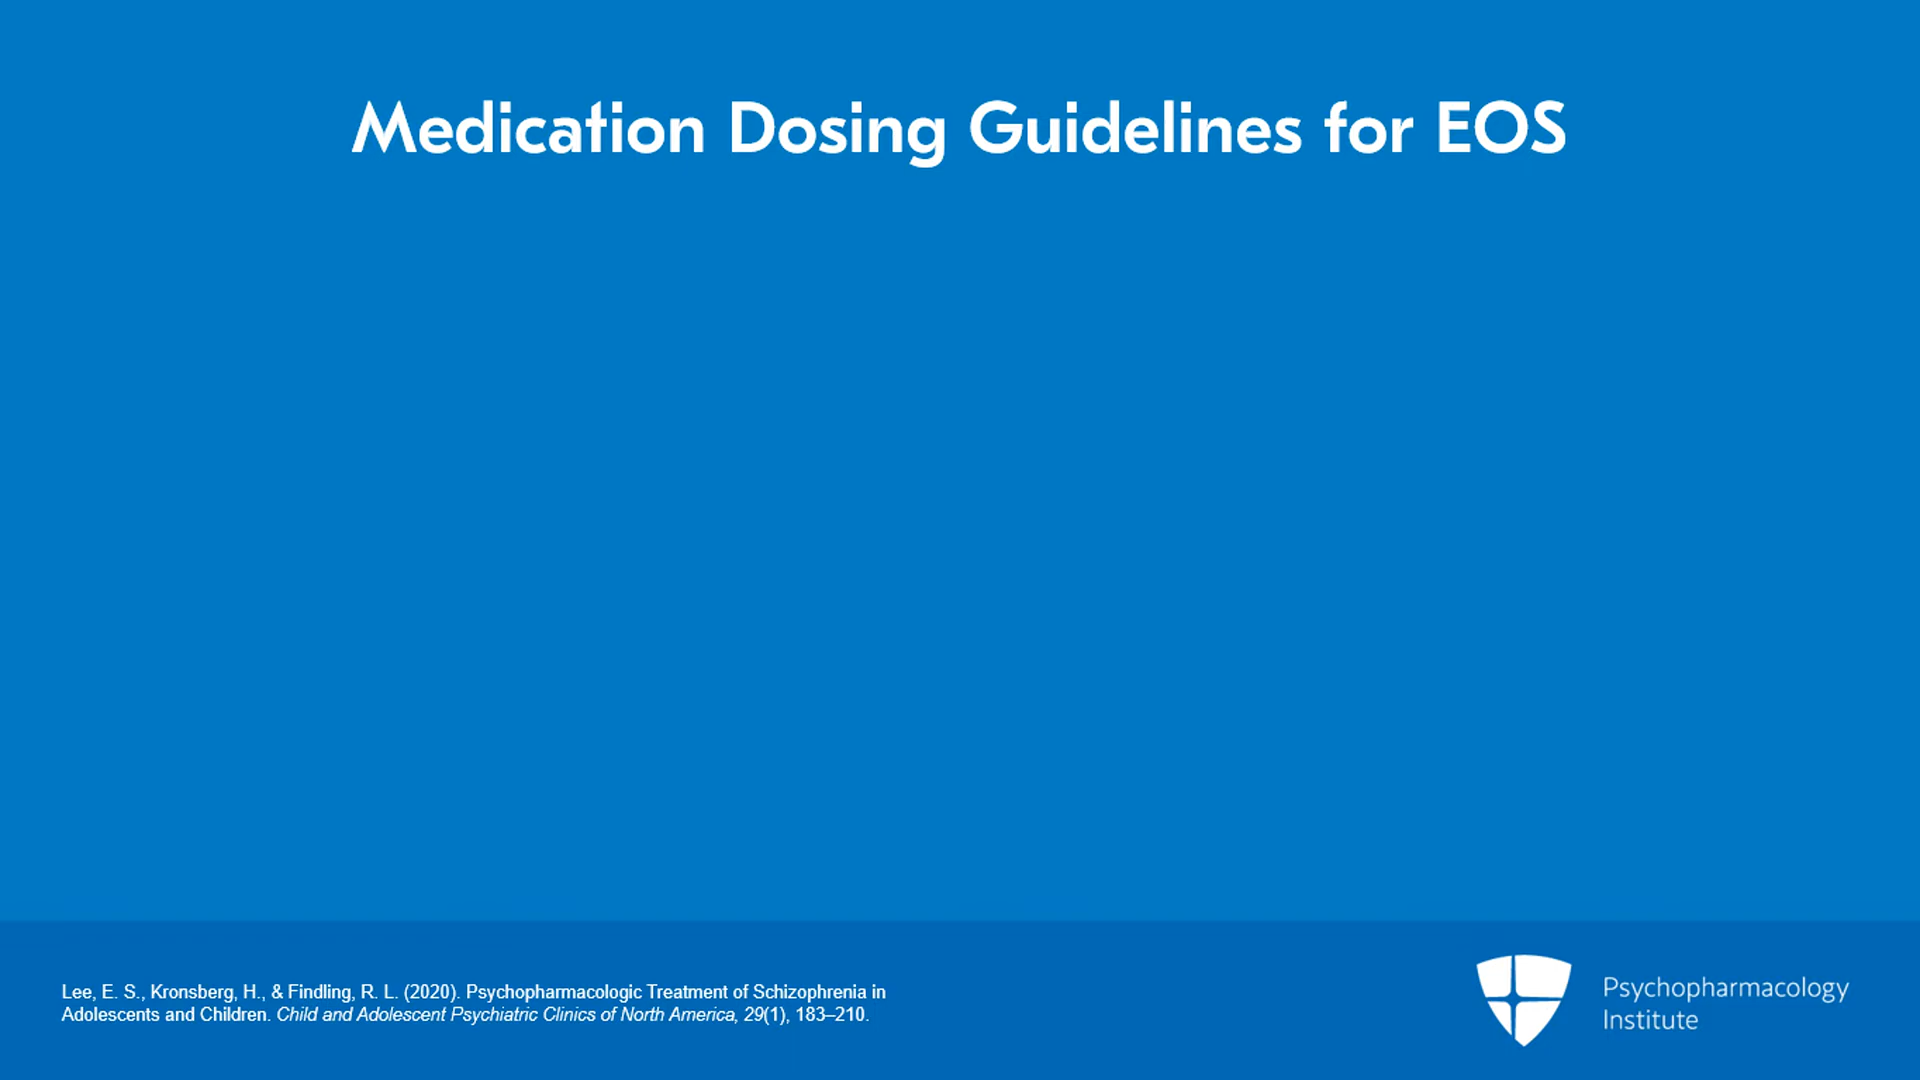 Medication Dosing Guidelines for EOS
Lee, E. S., Kronsberg, H., & Findling, R. L. (2020). Psychopharmacologic Treatment of Schizophrenia in
Adolescents and Children. Child and Adolescent Psychiatric Clinics of North America, 29(1), 183–210.
Psychopharmacology
Institute